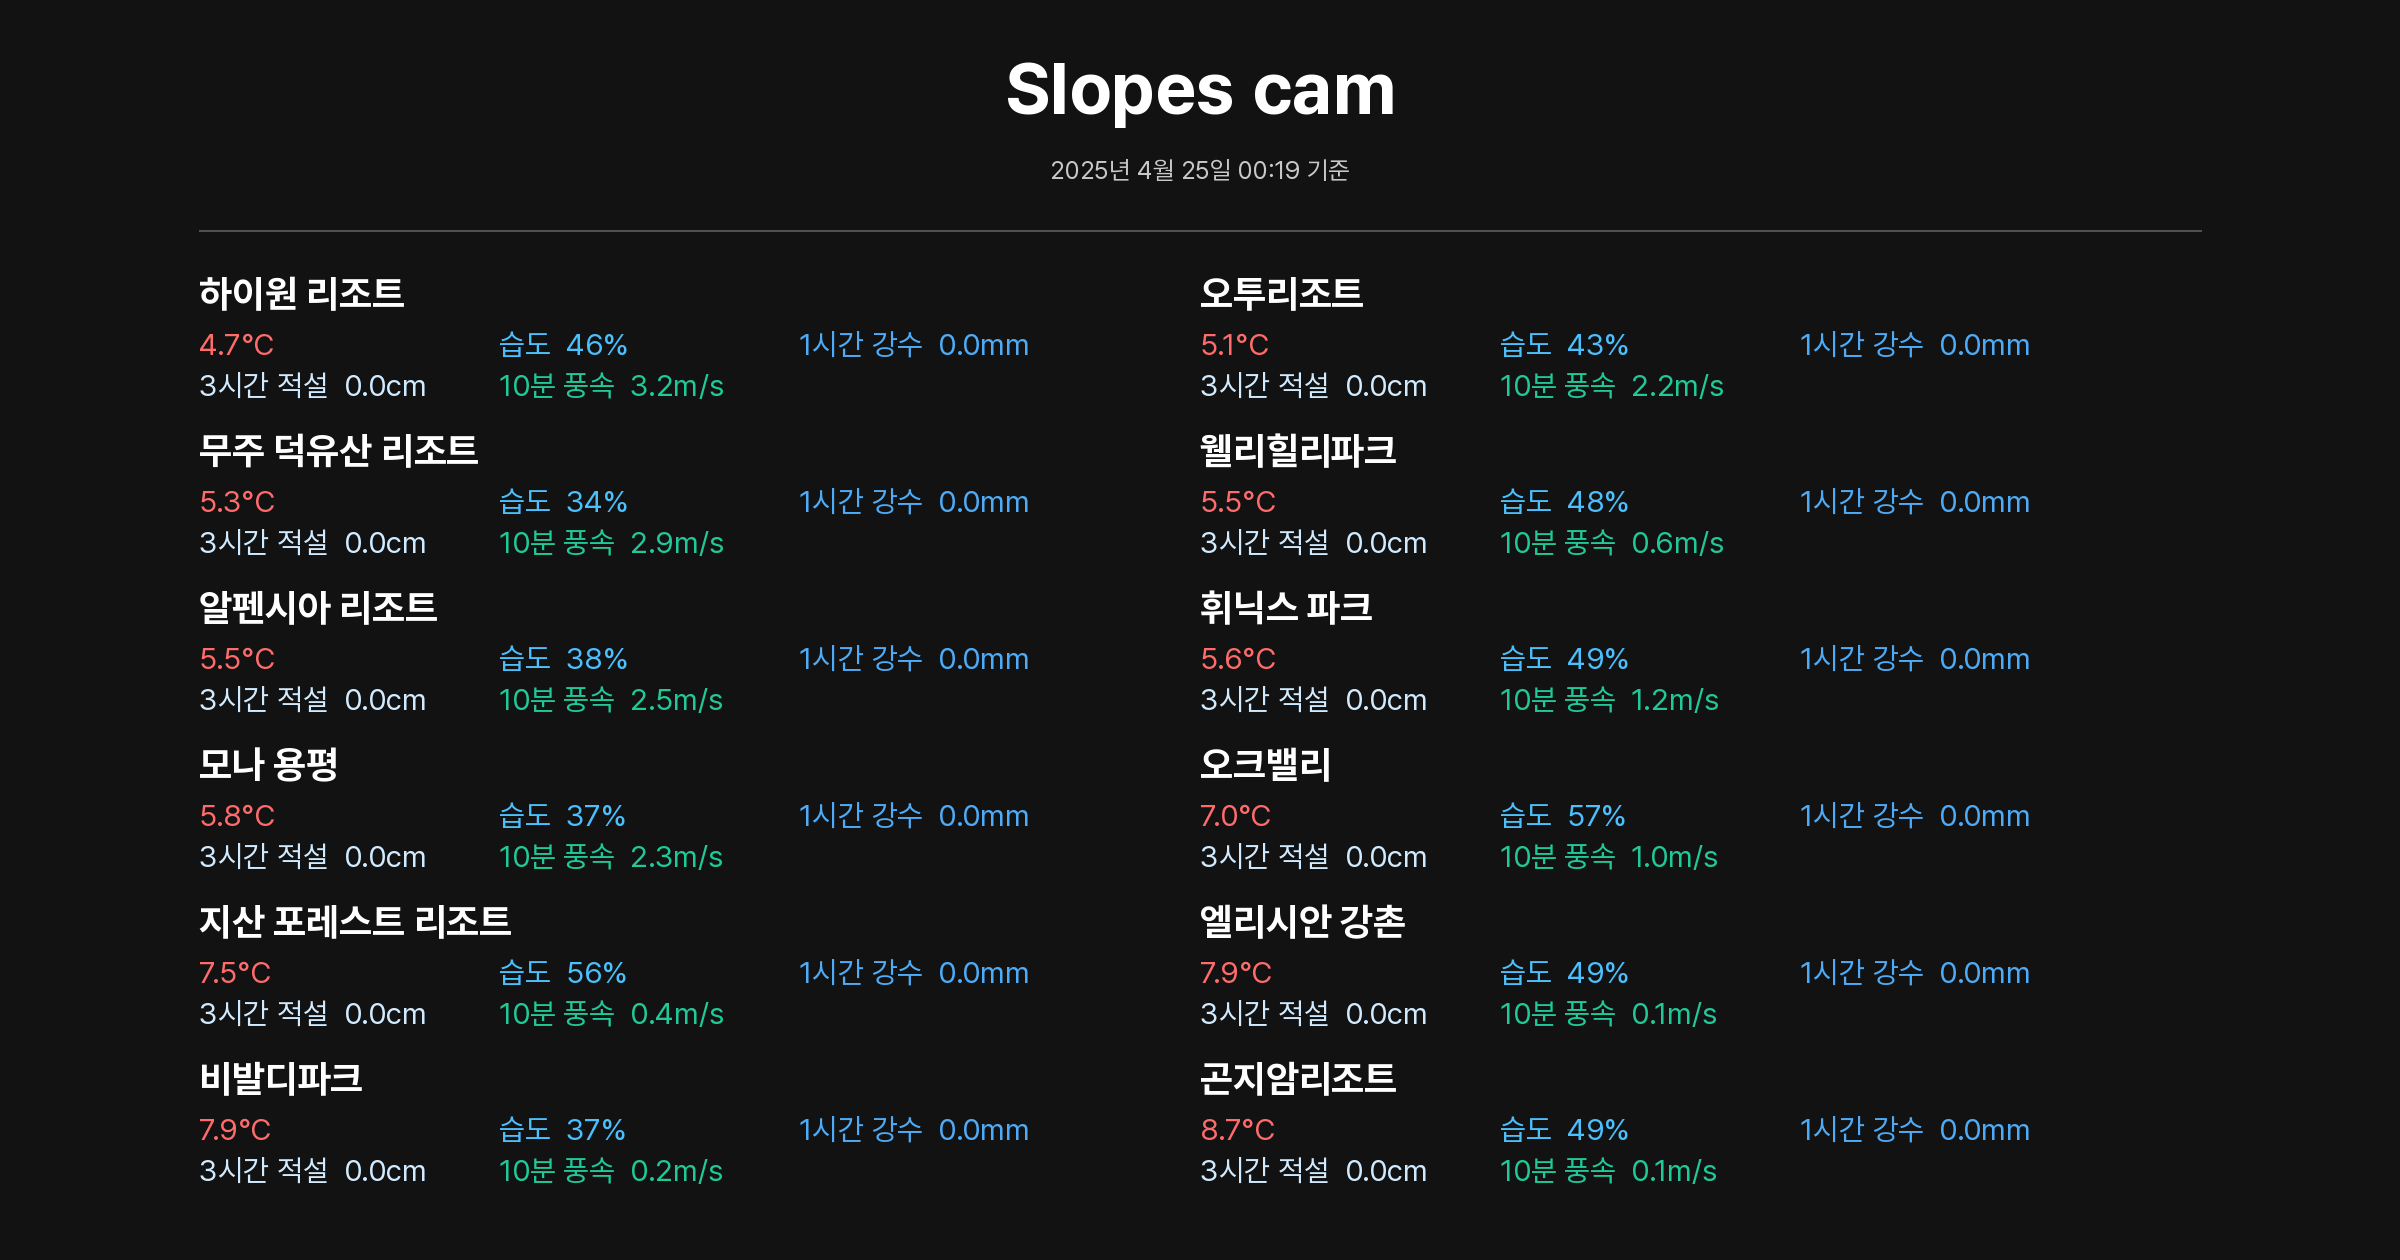 Slopes cam
2025년 4월 25일 00:19 기준
하이원 리조트
4.7°C 습도 46% 1시간 강수 0.0mm
3시간 적설 0.0cm 10분 풍속 3.2m/s
오투리조트
5.1°C 습도 43% 1시간 강수 0.0mm
3시간 적설 0.0cm 10분 풍속 2.2m/s
무주 덕유산 리조트
5.3°C 습도 34% 1시간 강수 0.0mm
3시간 적설 0.0cm 10분 풍속 2.9m/s
웰리힐리파크
5.5°C 습도 48% 1시간 강수 0.0mm
3시간 적설 0.0cm 10분 풍속 0.6m/s
알펜시아 리조트
5.5°C 습도 38% 1시간 강수 0.0mm
3시간 적설 0.0cm 10분 풍속 2.5m/s
휘닉스 파크
5.6°C 습도 49% 1시간 강수 0.0mm
3시간 적설 0.0cm 10분 풍속 1.2m/s
모나 용평
5.8°C 습도 37% 1시간 강수 0.0mm
3시간 적설 0.0cm 10분 풍속 2.3m/s
오크밸리
7.0°C 습도 57% 1시간 강수 0.0mm
3시간 적설 0.0cm 10분 풍속 1.0m/s
지산 포레스트 리조트
7.5°C 습도 56% 1시간 강수 0.0mm
3시간 적설 0.0cm 10분 풍속 0.4m/s
엘리시안 강촌
7.9°C 습도 49% 1시간 강수 0.0mm
3시간 적설 0.0cm 10분 풍속 0.1m/s
비발디파크
7.9°C 습도 37% 1시간 강수 0.0mm
3시간 적설 0.0cm 10분 풍속 0.2m/s
곤지암리조트
8.7°C 습도 49% 1시간 강수 0.0mm
3시간 적설 0.0cm 10분 풍속 0.1m/s